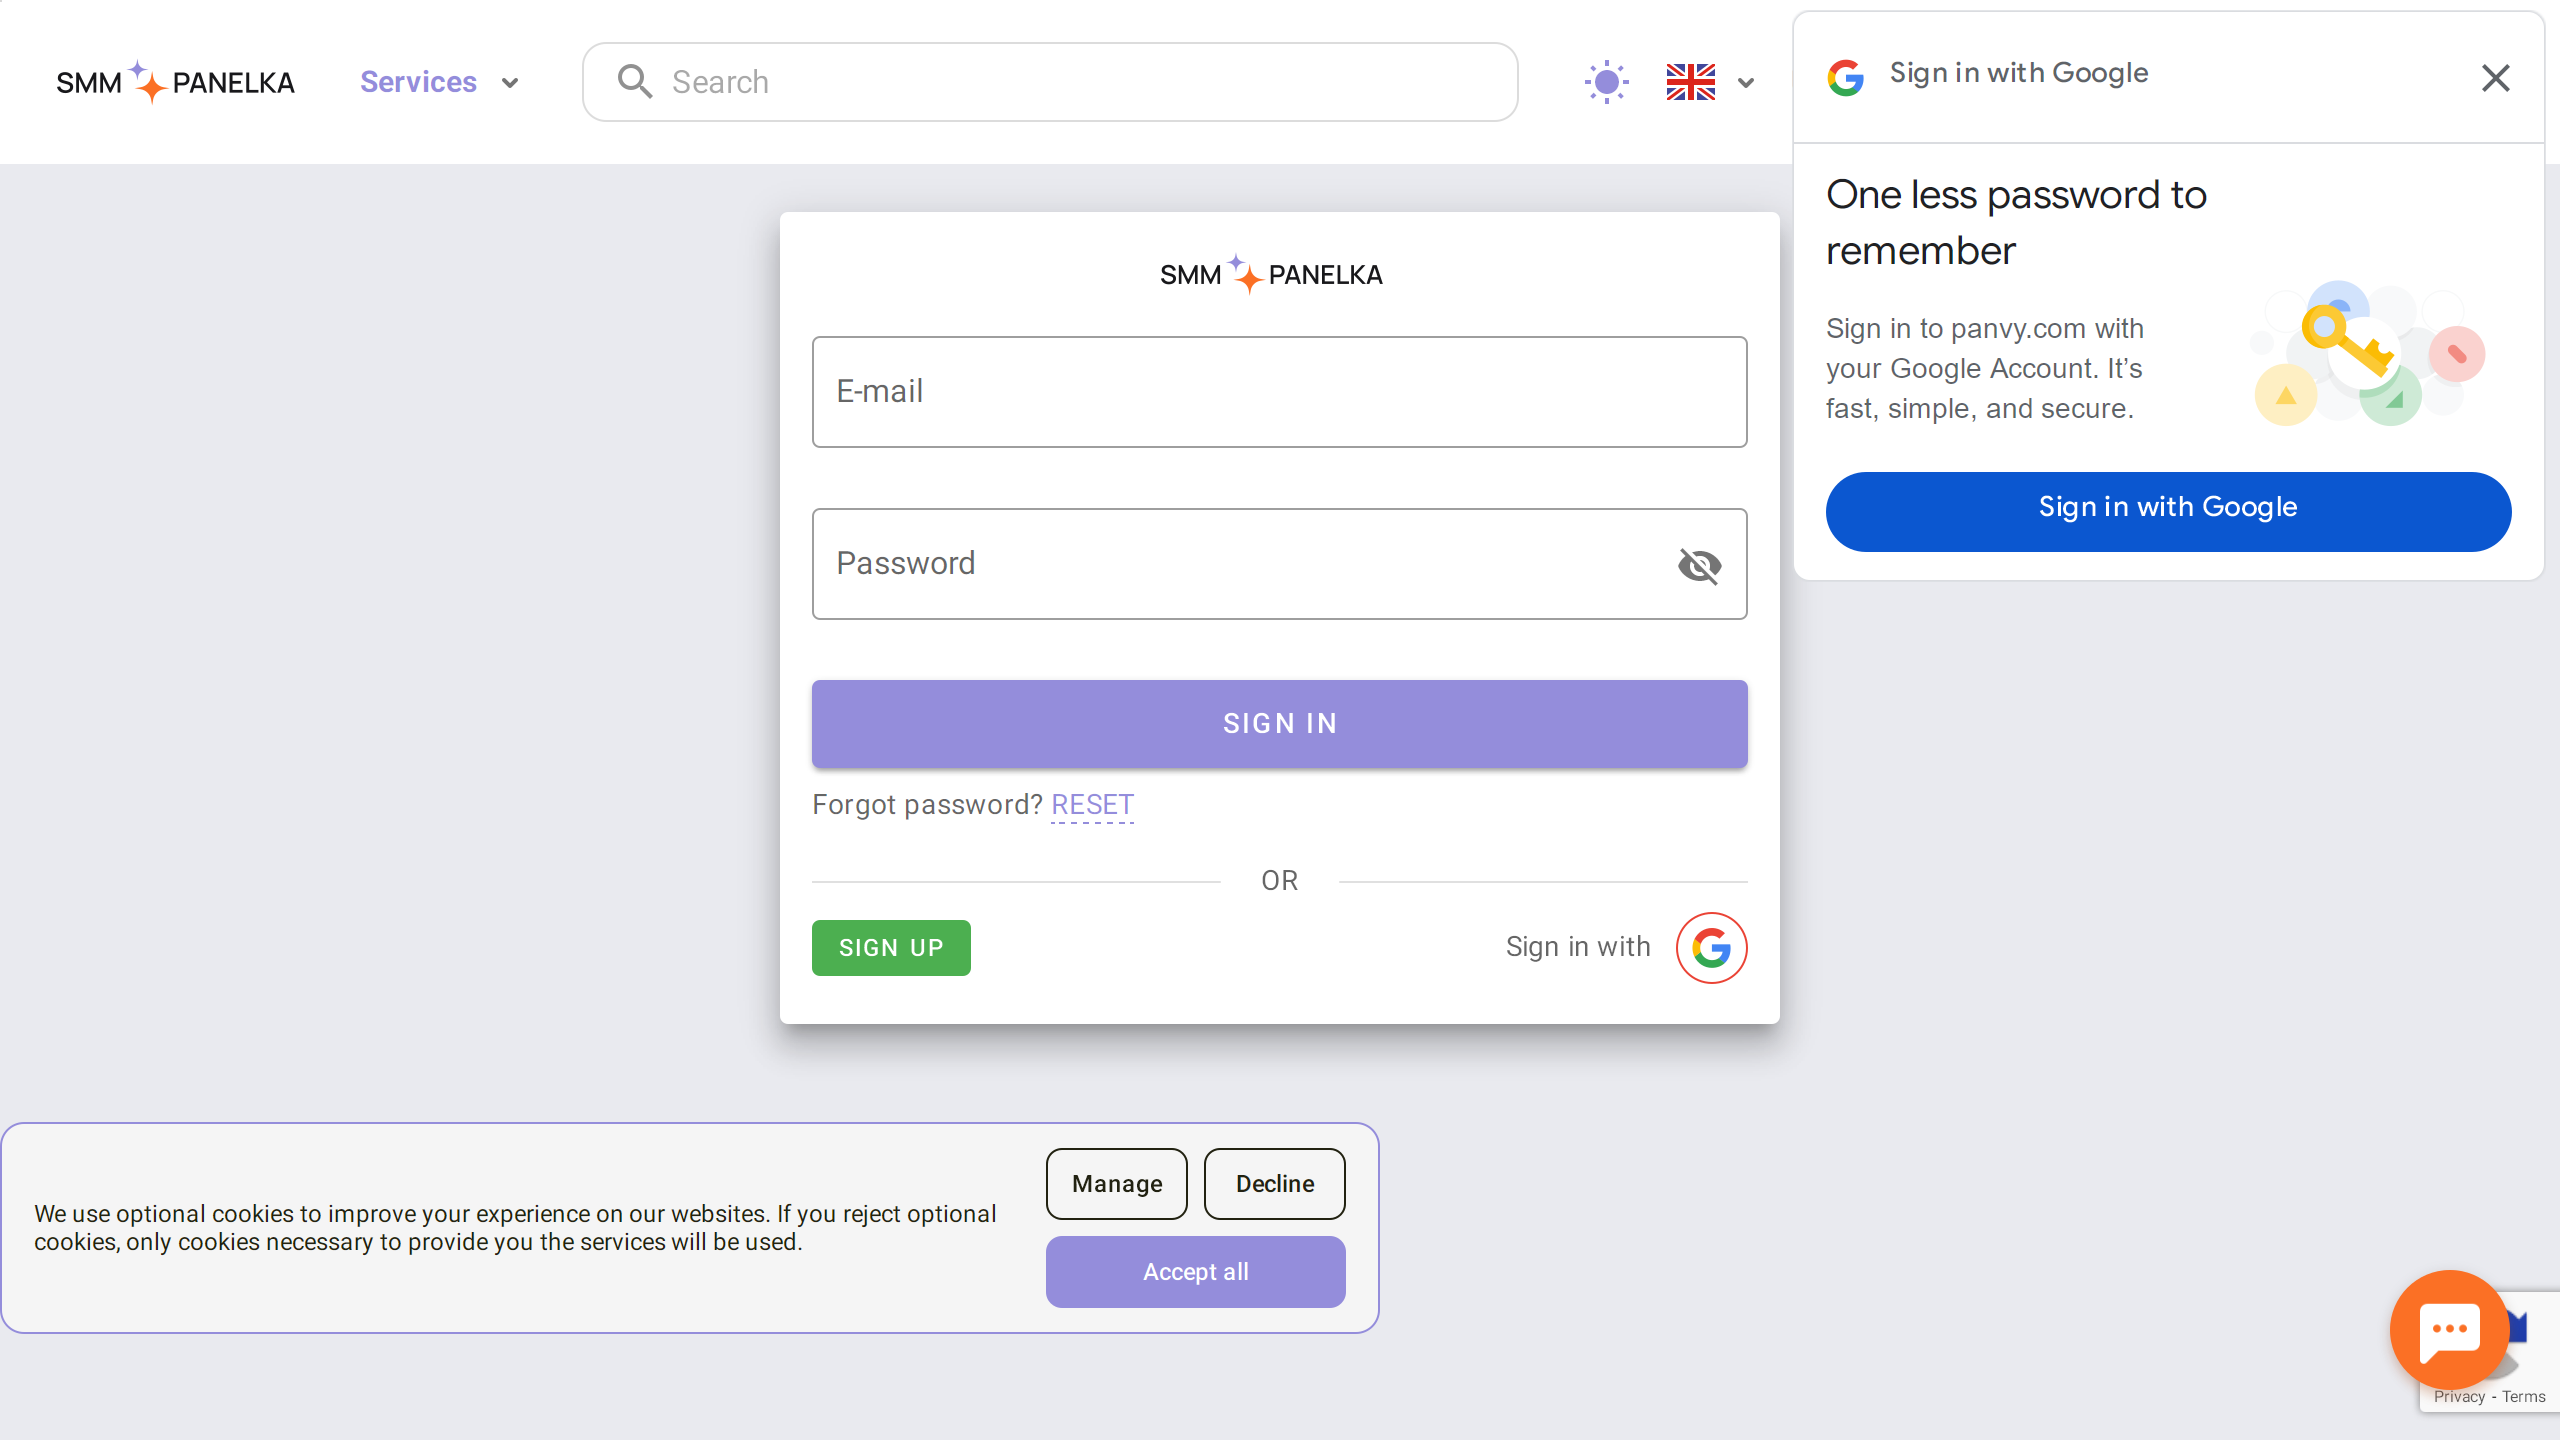 SMM PANELKA
Services
Search
Sign in with Google
One less password to
remember
Sign in to panvy.com with
your Google Account. It’s
fast, simple, and secure.
Sign in with Google
SMM PANELKA
E-mail
Password
SIGN IN
Forgot password? RESET
OR
SIGN UP
Sign in with
We use optional cookies to improve your experience on our websites. If you reject optional
cookies, only cookies necessary to provide you the services will be used.
Manage
Decline
Accept all
Privacy - Terms